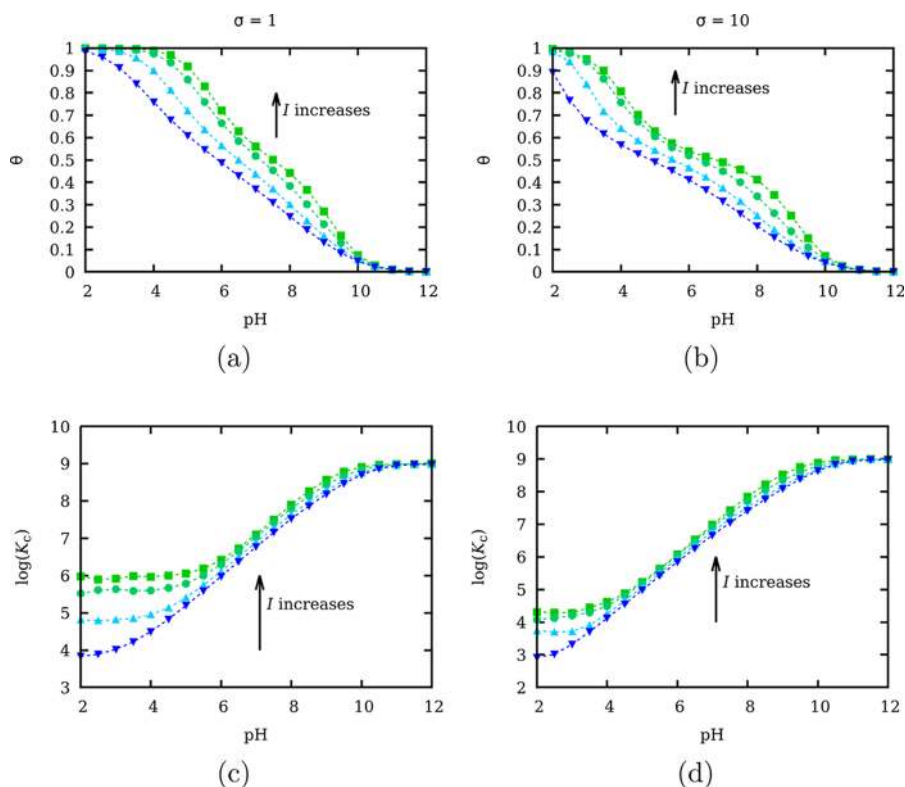 σ = 1
σ = 10
1
0.9
0.8
0.7
0.6
0.5
0.4
0.3
0.2
0.1
0
θ
I increases
2 4 6 8 10 12
pH
(a)
1
0.9
0.8
0.7
0.6
0.5
0.4
0.3
0.2
0.1
0
θ
I increases
2 4 6 8 10 12
pH
(b)
10
9
8
7
6
5
4
3
log(Kc)
I increases
2 4 6 8 10 12
pH
(c)
10
9
8
7
6
5
4
3
2
log(Kc)
I increases
2 4 6 8 10 12
pH
(d)